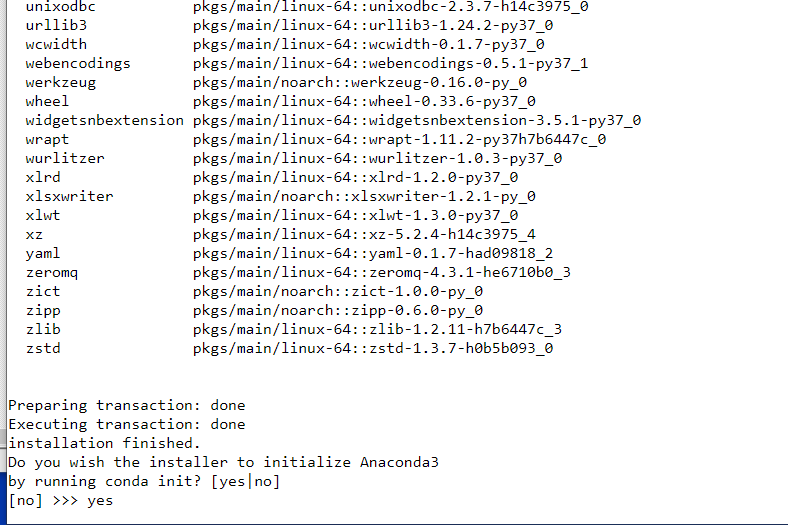 unixodbc pkgs/main/linux-64::unixodbc-2.3.7-h14c3975_0
urllib3 pkgs/main/linux-64::urllib3-1.24.2-py37_0
wcwidth pkgs/main/linux-64::wcwidth-0.1.7-py37_0
webencodings pkgs/main/linux-64::webencodings-0.5.1-py37_1
werkzeug pkgs/main/noarch::werkzeug-0.16.0-py_0
wheel pkgs/main/linux-64::wheel-0.33.6-py37_0
widgetsnbextension pkgs/main/linux-64::widgetsnbextension-3.5.1-py37_0
wrapt pkgs/main/linux-64::wrapt-1.11.2-py37h7b6447c_0
wurlitzer pkgs/main/linux-64::wurlitzer-1.0.3-py37_0
xlrd pkgs/main/linux-64::xlrd-1.2.0-py37_0
xlsxwriter pkgs/main/noarch::xlsxwriter-1.2.1-py_0
xlwt pkgs/main/linux-64::xlwt-1.3.0-py37_0
xz pkgs/main/linux-64::xz-5.2.4-h14c3975_4
yaml pkgs/main/linux-64::yaml-0.1.7-had09818_2
zeromq pkgs/main/linux-64::zeromq-4.3.1-he6710b0_3
zict pkgs/main/noarch::zict-1.0.0-py_0
zipp pkgs/main/noarch::zipp-0.6.0-py_0
zlib pkgs/main/linux-64::zlib-1.2.11-h7b6447c_3
zstd pkgs/main/linux-64::zstd-1.3.7-h0b5b093_0
Preparing transaction: done
Executing transaction: done
installation finished.
Do you wish the installer to initialize Anaconda3
by running conda init? [yes|no]
[no] >>> yes